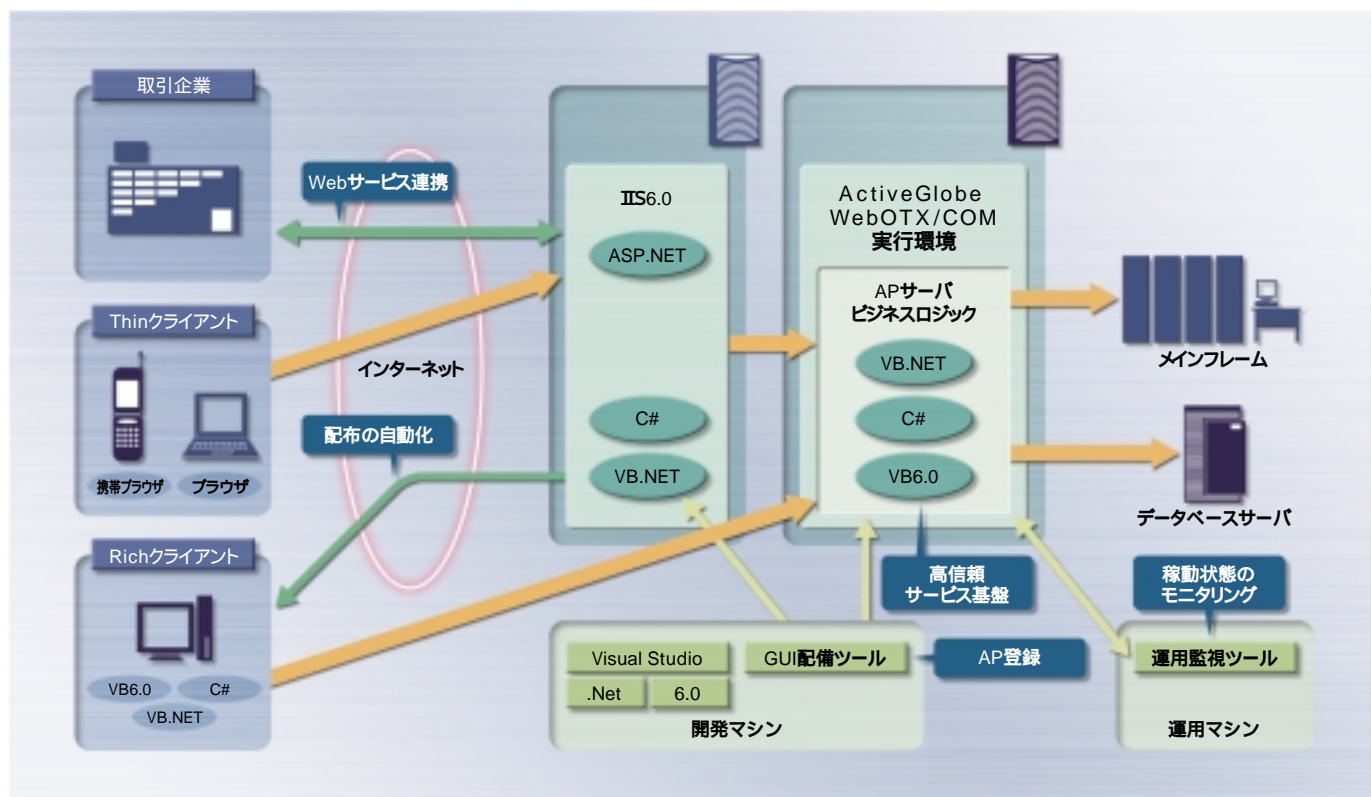 取引企業
Webサービス連携
Thinクライアント
携帯ブラウザ
ブラウザ
インターネット
配布の自動化
Richクライアント
VB6.0
C#
VB.NET
IIS6.0
ASP.NET
C#
VB.NET
ActiveGlobe
WebOTX/COM
実行環境
APサーバ
ビジネスロジック
VB.NET
C#
VB6.0
高信頼
サービス基盤
メインフレーム
データベースサーバ
Visual Studio
.Net
6.0
GUI配備ツール
AP登録
開発マシン
稼動状態の
モニタリング
運用監視ツール
運用マシン